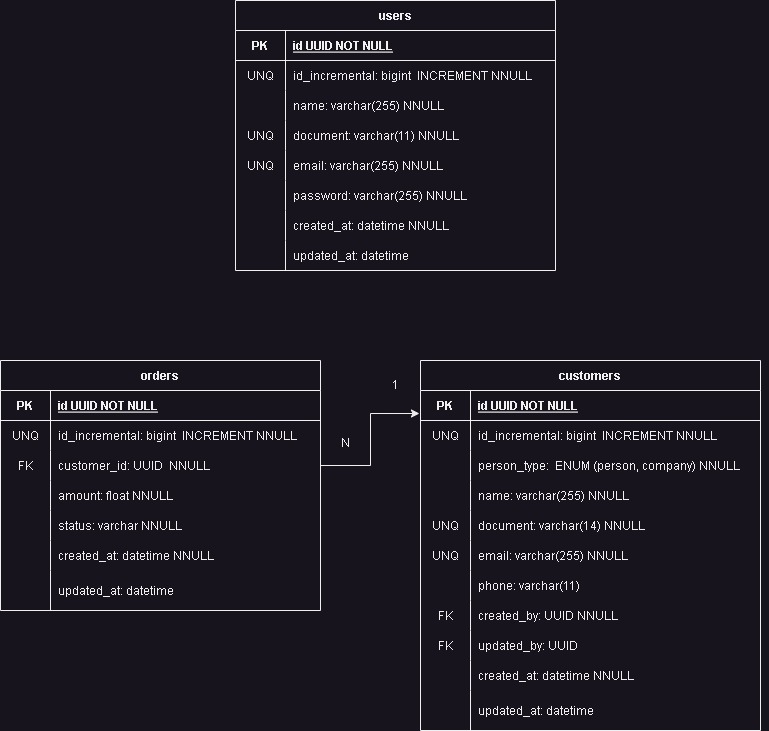 users
PK id UUID NOT NULL
UNQ id_incremental: bigint INCREMENT NNULL
name: varchar(255) NNULL
UNQ document: varchar(11) NNULL
UNQ email: varchar(255) NNULL
password: varchar(255) NNULL
created_at: datetime NNULL
updated_at: datetime
orders
PK id UUID NOT NULL
UNQ id_incremental: bigint INCREMENT NNULL
FK customer_id: UUID NNULL
amount: float NNULL
status: varchar NNULL
created_at: datetime NNULL
updated_at: datetime
N
1
customers
PK id UUID NOT NULL
UNQ id_incremental: bigint INCREMENT NNULL
person_type: ENUM (person, company) NNULL
name: varchar(255) NNULL
UNQ document: varchar(14) NNULL
UNQ email: varchar(255) NNULL
phone: varchar(11)
FK created_by: UUID NNULL
FK updated_by: UUID
created_at: datetime NNULL
updated_at: datetime